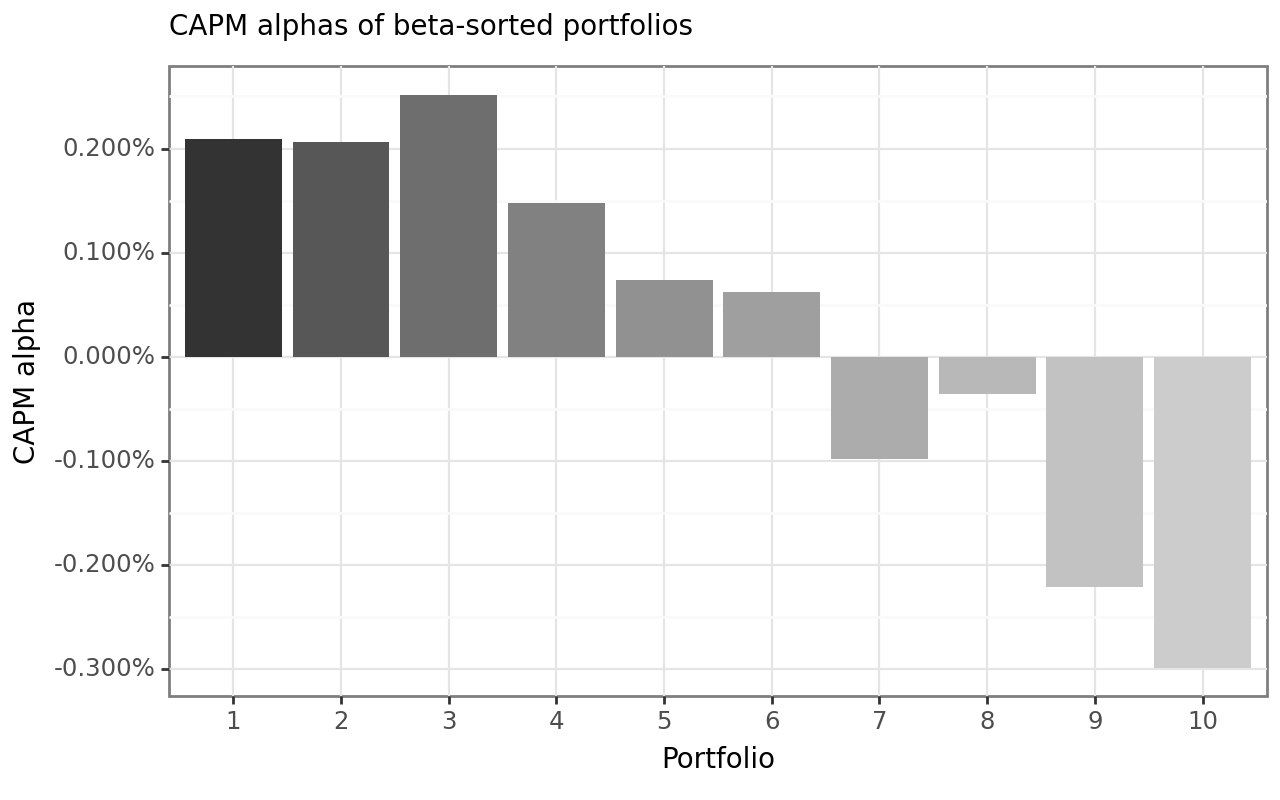 CAPM alphas of beta-sorted portfolios
CAPM alpha
0.200%
0.100%
0.000%
-0.100%
-0.200%
-0.300%
1 2 3 4 5 6 7 8 9 10
Portfolio